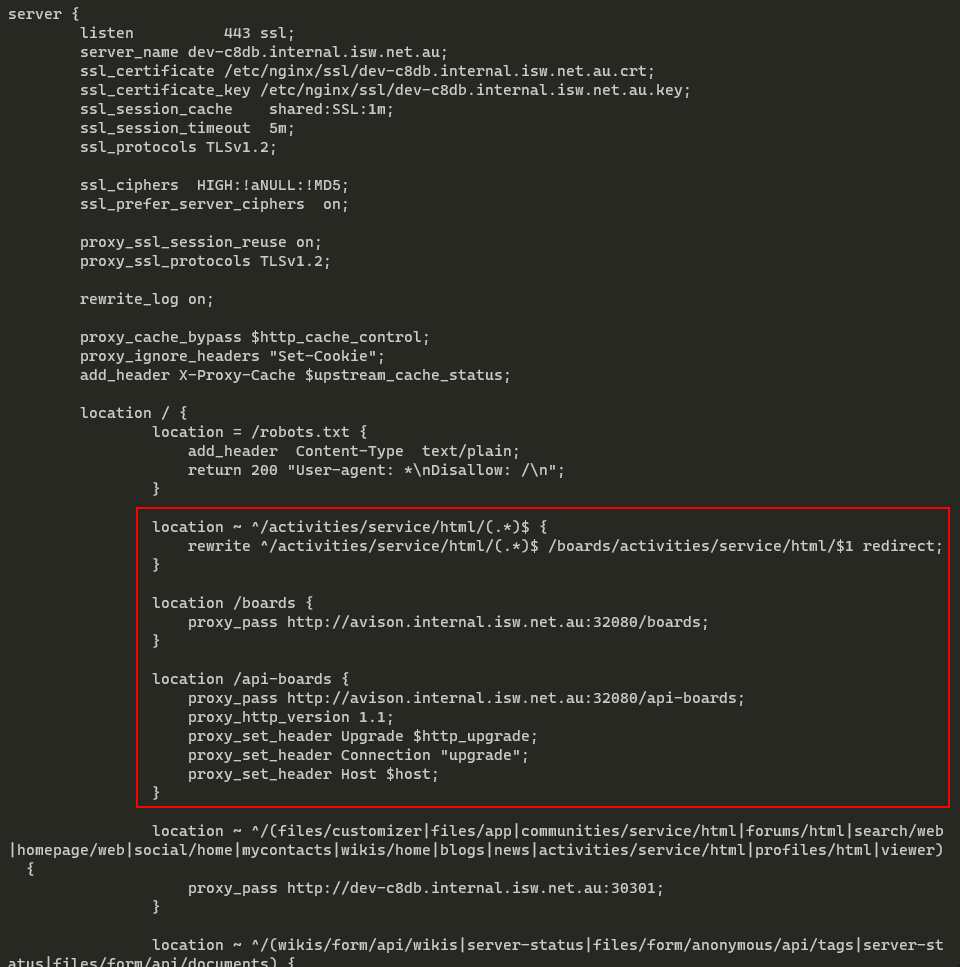 server {
        listen          443 ssl;
        server_name dev-c8db.internal.isw.net.au;
        ssl_certificate /etc/nginx/ssl/dev-c8db.internal.isw.net.au.crt;
        ssl_certificate_key /etc/nginx/ssl/dev-c8db.internal.isw.net.au.key;
        ssl_session_cache    shared:SSL:1m;
        ssl_session_timeout  5m;
        ssl_protocols TLSv1.2;

        ssl_ciphers  HIGH:!aNULL:!MD5;
        ssl_prefer_server_ciphers  on;

        proxy_ssl_session_reuse on;
        proxy_ssl_protocols TLSv1.2;

        rewrite_log on;

        proxy_cache_bypass $http_cache_control;
        proxy_ignore_headers "Set-Cookie";
        add_header X-Proxy-Cache $upstream_cache_status;

        location / {
                location = /robots.txt {
                    add_header  Content-Type  text/plain;
                    return 200 "User-agent: *\nDisallow: /\n";
                }

                location ~ ^/activities/service/html/(.*)$ {
                    rewrite ^/activities/service/html/(.*)$ /boards/activities/service/html/$1 redirect;
                }

                location /boards {
                    proxy_pass http://avison.internal.isw.net.au:32080/boards;
                }

                location /api-boards {
                    proxy_pass http://avison.internal.isw.net.au:32080/api-boards;
                    proxy_http_version 1.1;
                    proxy_set_header Upgrade $http_upgrade;
                    proxy_set_header Connection "upgrade";
                    proxy_set_header Host $host;
                }

                location ~ ^/(files/customizer|files/app|communities/service/html|forums/html|search/web
|homepage/web|social/home|mycontacts|wikis/home|blogs|news|activities/service/html|profiles/html|viewer)
  {
                    proxy_pass http://dev-c8db.internal.isw.net.au:30301;
                }

                location ~ ^/(wikis/form/api/wikis|server-status|files/form/anonymous/api/tags|server-st
atus|files/form/api/documents) {